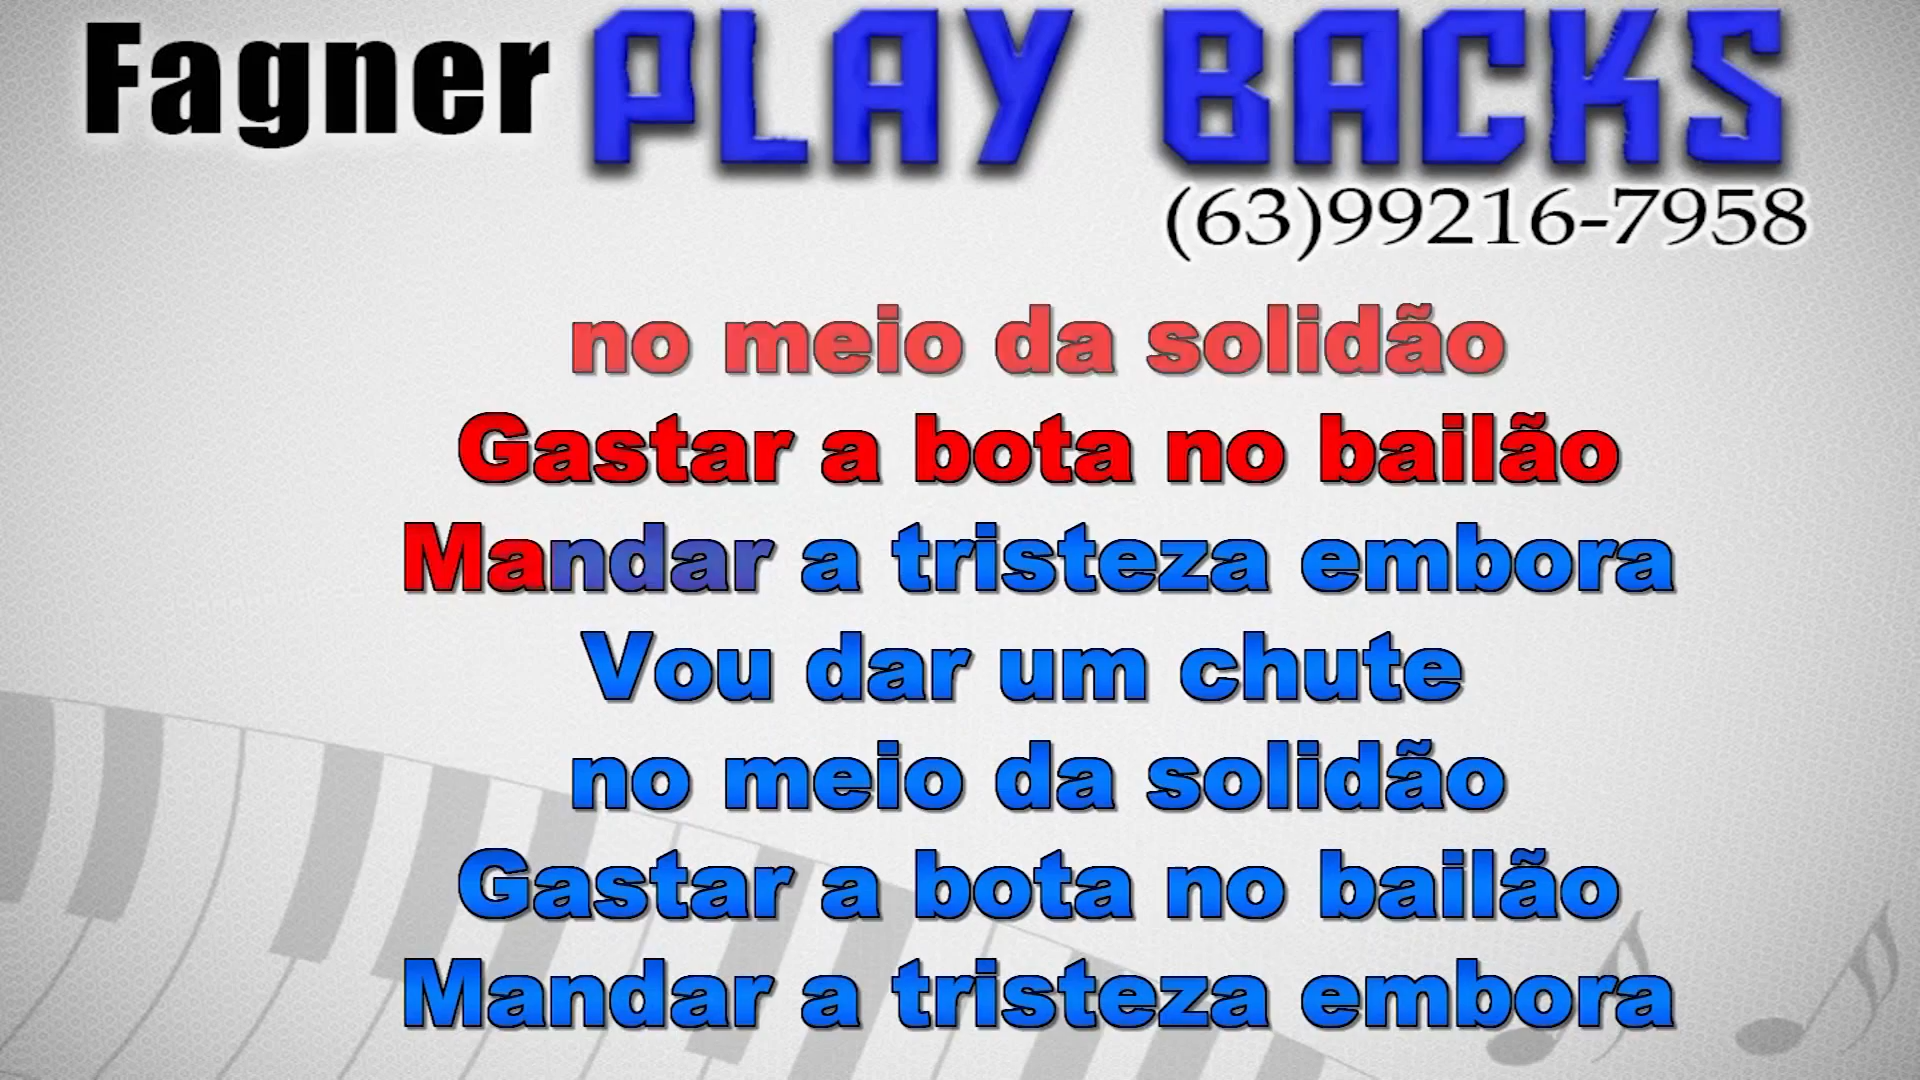 Fagner PLAY BACKS
(63)99216-7958
no meio da solidão
Gastar a bota no bailão
Mandar a tristeza embora
Vou dar um chute
no meio da solidão
Gastar a bota no bailão
Mandar a tristeza embora